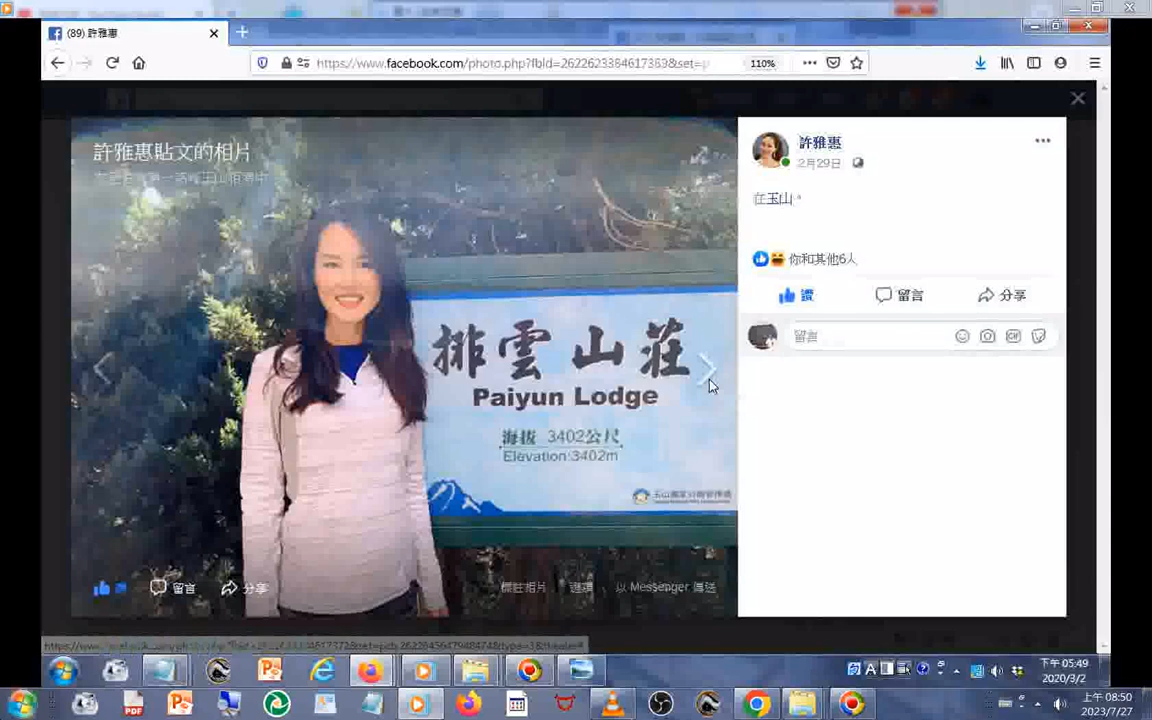 (89) 許雅惠
https://www.facebook.com/photo.php?fbid=2622623384617383&set=p
110%
許雅惠貼文的相片
許雅惠
2月29日
在玉山。
你和其他6人
讚
留言
分享
留言
GIF
排雲山莊
Paiyun Lodge
海拔 3402公尺
Elevation:3402m
留言
分享
標註相片
選項
以 Messenger 傳送
下午 05:49
2020/3/2
上午 08:50
2023/7/27